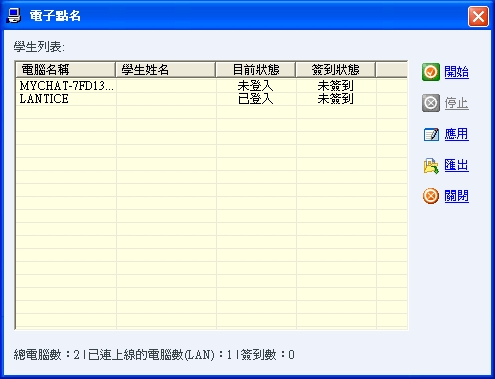 電子點名
學生列表:
電腦名稱 學生姓名 目前狀態 簽到狀態
MYCHAT-7FD13... 未登入 未簽到
LANTICE 已登入 未簽到
開始
停止
應用
匯出
關閉
總電腦數：2 | 已連上線的電腦數(LAN)：1 | 簽到數：0